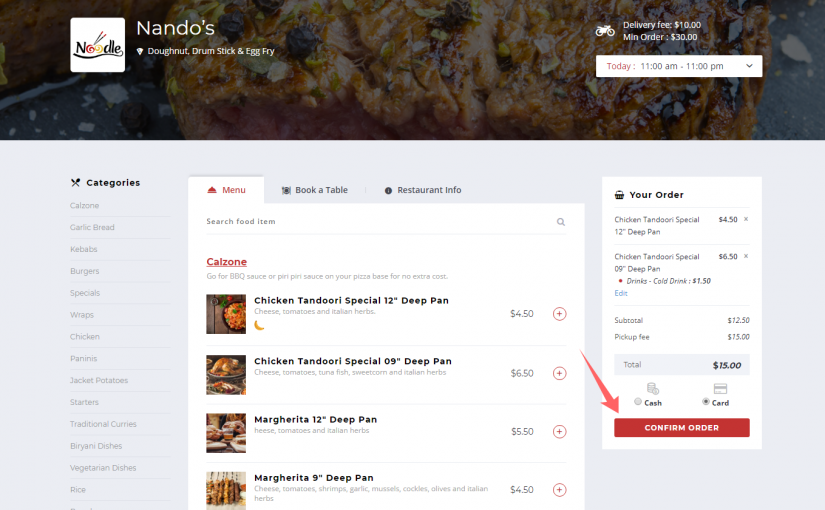 Noodle
Nando's
Doughnut, Drum Stick & Egg Fry
Delivery fee: $10.00
Min Order : $30.00
Today : 11:00 am - 11:00 pm
Categories
Calzone
Garlic Bread
Kebabs
Burgers
Specials
Wraps
Chicken
Paninis
Jacket Potatoes
Starters
Traditional Curries
Biryani Dishes
Vegetarian Dishes
Rice
Menu
Book a Table
Restaurant Info
Search food item
Calzone
Go for BBQ sauce or pin piri sauce on your pizza base for no extra cost.
Chicken Tandoori Special 12" Deep Pan
Cheese, tomatoes and italian herbs.
$4.50
Chicken Tandoori Special 09" Deep Pan
Cheese, tomatoes, tuna fish, sweetcorn and italian herbs
$6.50
Margherita 12" Deep Pan
heese, tomatoes and italian herbs
$5.50
Margherita 9" Deep Pan
Cheese, tomatoes, shrimps, garlic, mussels, cockles, olives and italian
herbs
$4.50
Your Order
Chicken Tandoori Special $4.50 ×
12" Deep Pan
Chicken Tandoori Special $6.50 ×
09" Deep Pan
Drinks - Cold Drink : $1.50
Edit
Subtotal $12.50
Pickup fee $15.00
Total $15.00
Cash Card
CONFIRM ORDER